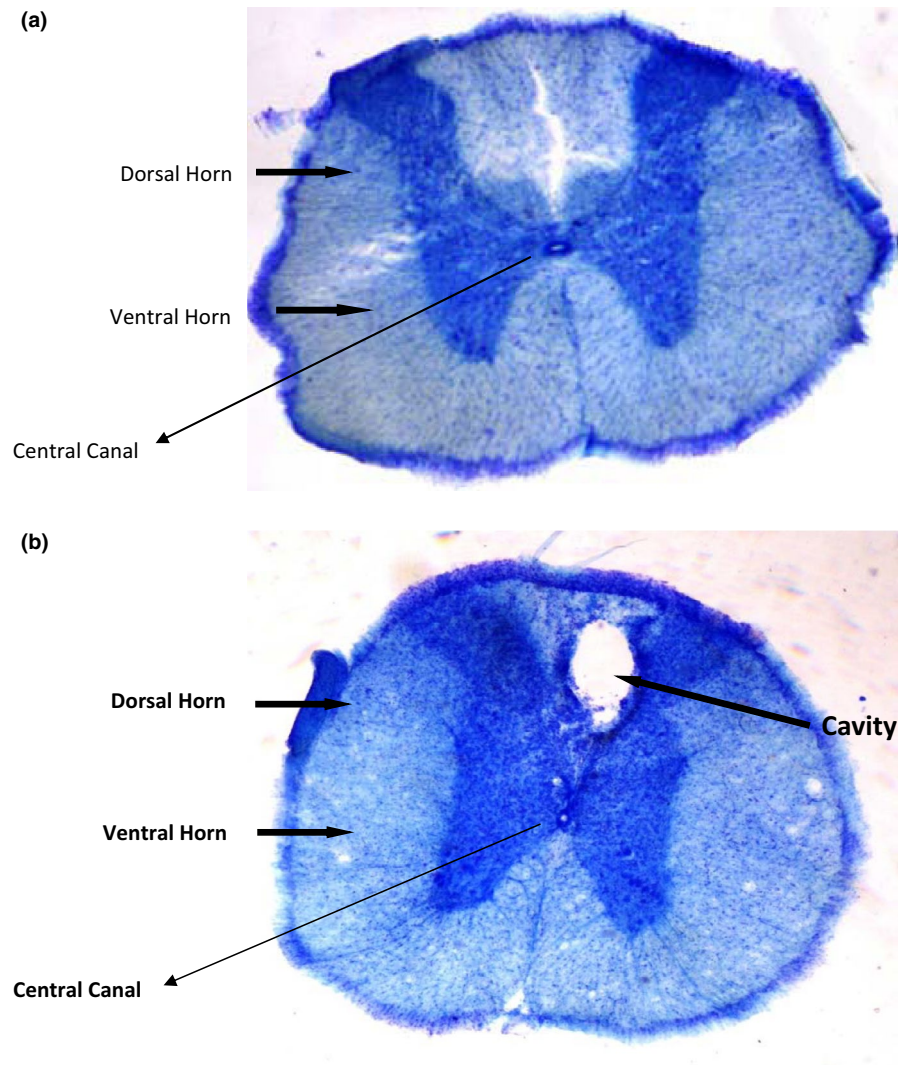 (a)
Dorsal Horn
Ventral Horn
Central Canal
(b)
Dorsal Horn
Cavity
Ventral Horn
Central Canal